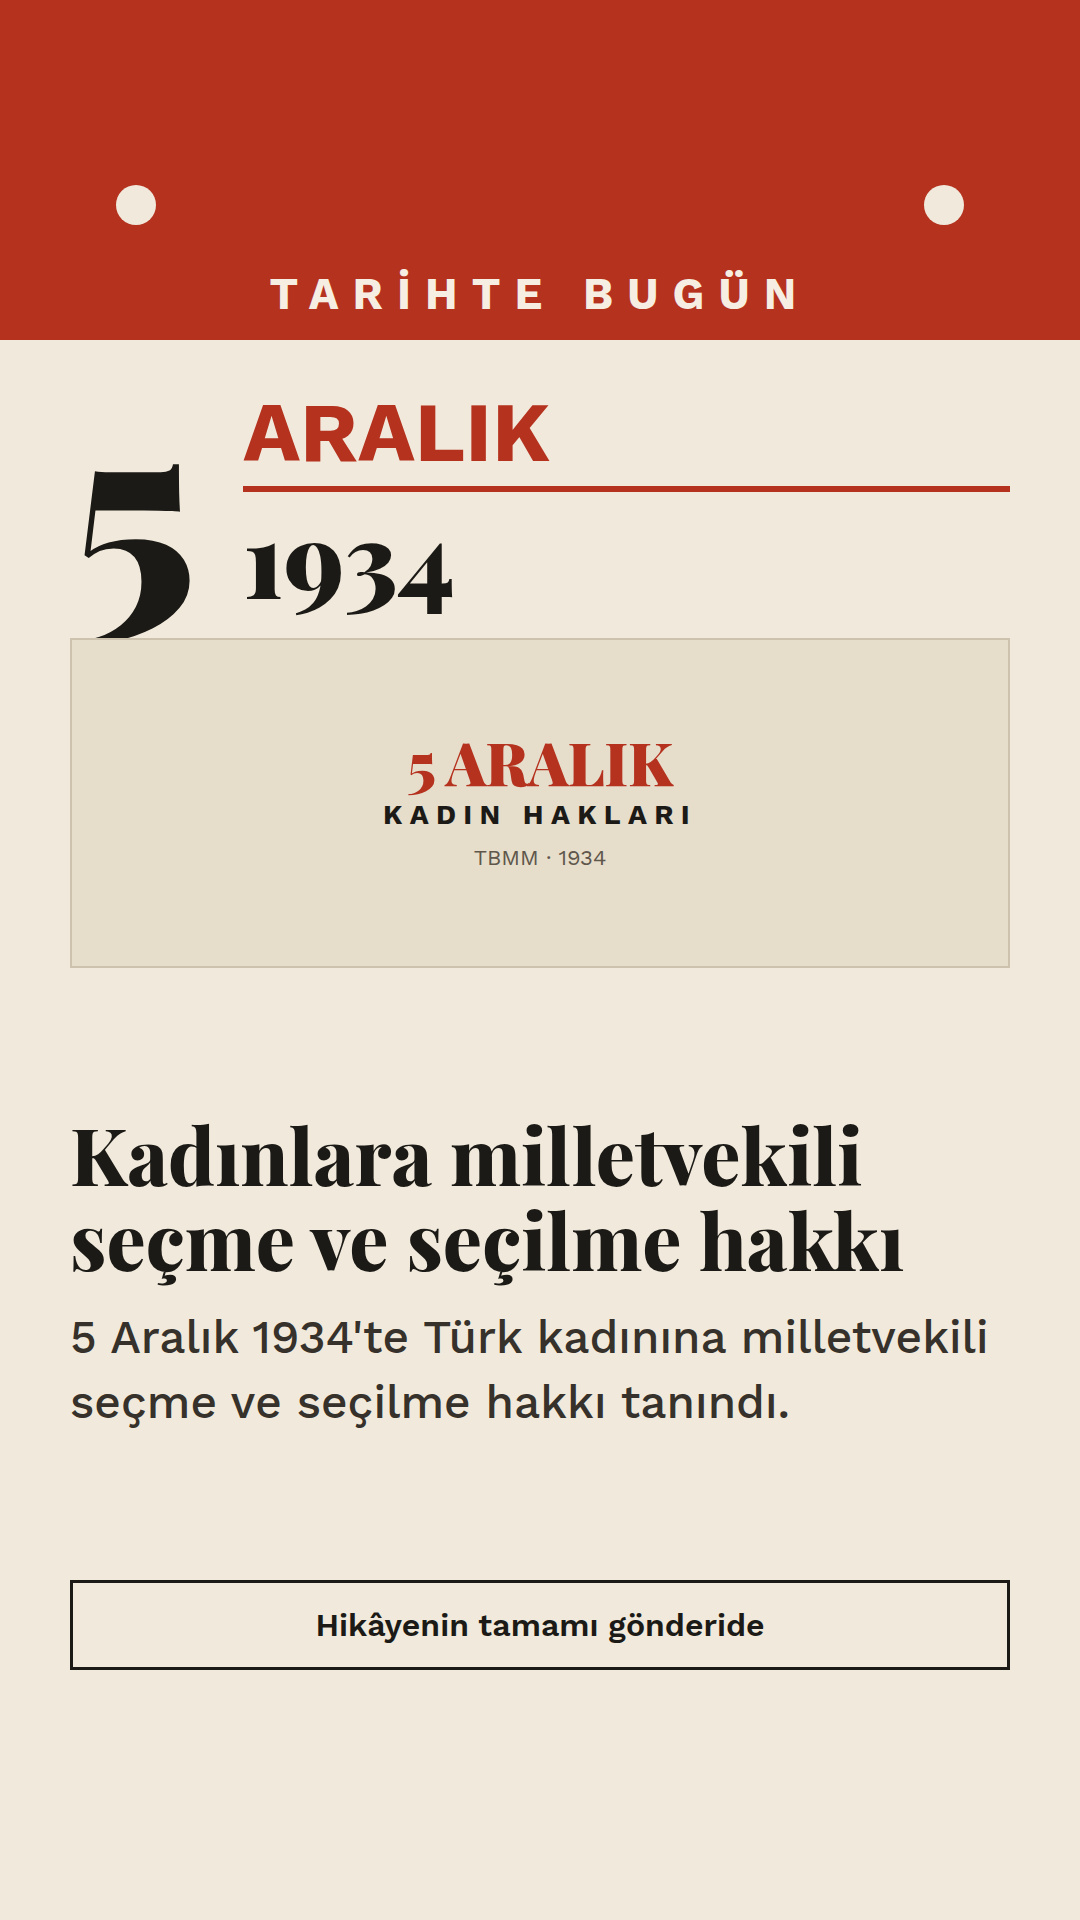 TARİHTE BUGÜN
5
ARALIK
1934
5 ARALIK
KADIN HAKLARI
TBMM · 1934
Kadınlara milletvekili
seçme ve seçilme hakkı
5 Aralık 1934'te Türk kadınına milletvekili
seçme ve seçilme hakkı tanındı.
Hikâyenin tamamı gönderide